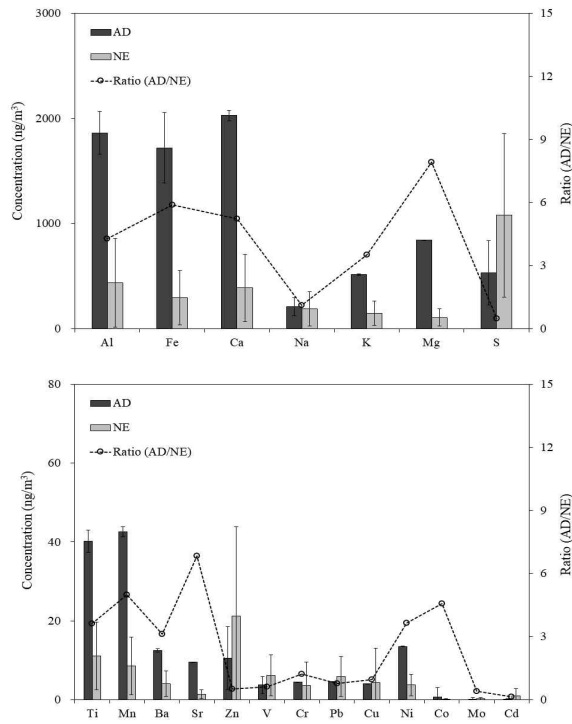 3000
2000
1000
0
Concentration (ng/m³)
AD
NE
Ratio (AD/NE)
15
12
9
6
3
0
Ratio (AD/NE)
Al Fe Ca Na K Mg S
80
60
40
20
0
Concentration (ng/m³)
AD
NE
Ratio (AD/NE)
15
12
9
6
3
0
Ratio (AD/NE)
Ti Mn Ba Sr Zn V Cr Pb Cu Ni Co Mo Cd